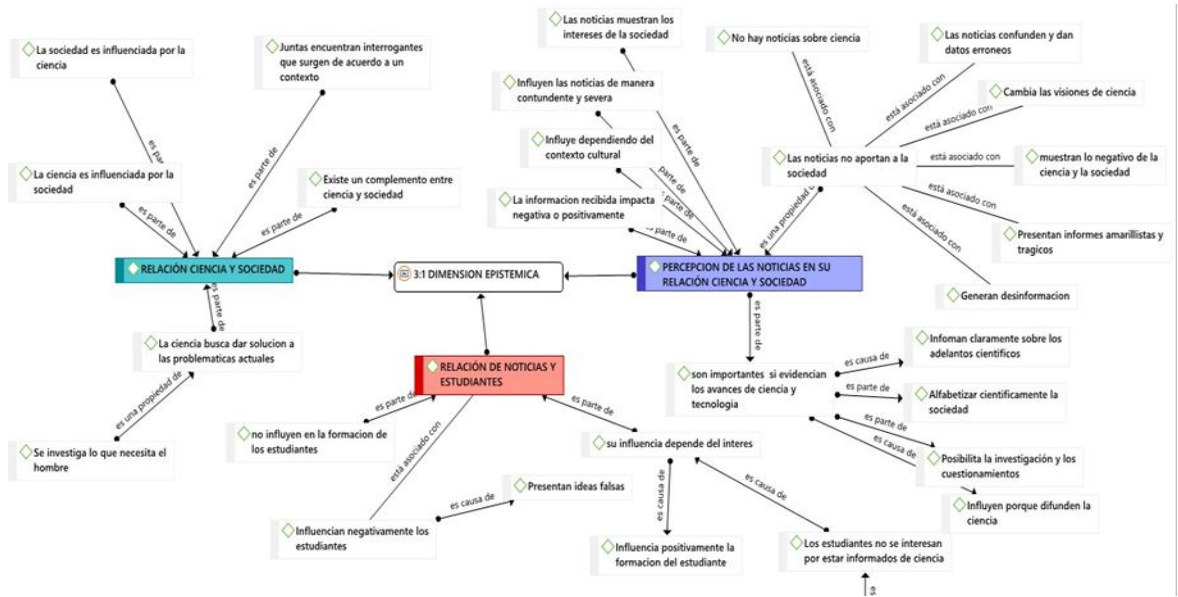 La sociedad es influenciada por la
ciencia
Juntas encuentran interrogantes
que surgen de acuerdo a un
contexto
Las noticias muestran los
intereses de la sociedad
No hay noticias sobre ciencia
Las noticias confunden y dan
datos erroneos
Influyen las noticias de manera
contundente y severa
Cambia las visiones de ciencia
Influye dependiendo del
contexto cultural
La ciencia es influenciada por la
sociedad
Existe un complemento entre
ciencia y sociedad
La informacion recibida impacta
negativa o positivamente
Las noticias no aportan a la
sociedad
muestran lo negativo de la
ciencia y la sociedad
Presentan informes amarillistas y
tragicos
Generan desinformacion
está asociado con
está asociado con
está asociado con
está asociado con
está asociado con
está asociado con
es una propiedad
es parte de
es parte de
es parte de
es parte de
es parte de
parte de
parte de
es parte de
RELACIÓN CIENCIA Y SOCIEDAD
3:1 DIMENSION EPISTEMICA
PERCEPCION DE LAS NOTICIAS EN SU
RELACIÓN CIENCIA Y SOCIEDAD
es parte de
es parte de
La ciencia busca dar solucion a
las problematicas actuales
es una propiedad de
Se investiga lo que necesita el
hombre
RELACIÓN DE NOTICIAS Y
ESTUDIANTES
es parte de
está asociado con
es parte de
no influyen en la formacion de
los estudiantes
su influencia depende del interes
son importantes si evidencian
los avances de ciencia y
tecnologia
es causa de
es parte de
es parte de
es causa de
Infoman claramente sobre los
adelantos cientificos
Alfabetizar cientificamente la
sociedad
Posibilita la investigación y los
cuestionamientos
Influyen porque difunden la
ciencia
Presentan ideas falsas
es causa de
Influencian negativamente los
estudiantes
es causa de
es causa de
Influencia positivamente la
formacion del estudiante
Los estudiantes no se interesan
por estar informados de ciencia
es